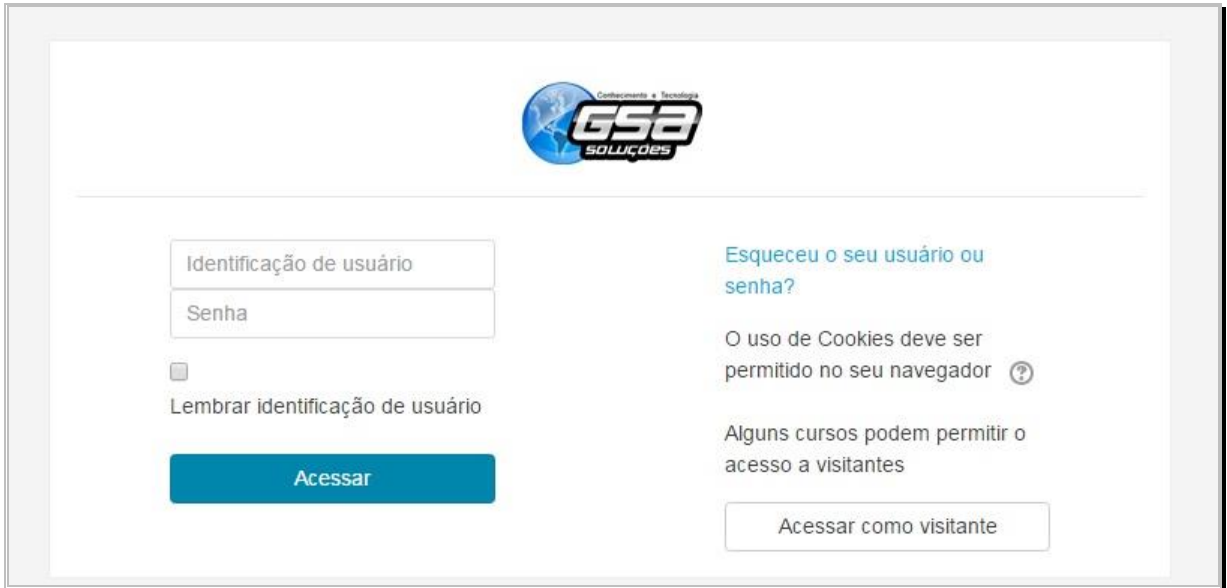 Conhecimento e Tecnologia
GSA
SOLUÇÕES
Identificação de usuário
Senha
Lembrar identificação de usuário
Acessar
Esqueceu o seu usuário ou
senha?
O uso de Cookies deve ser
permitido no seu navegador ?
Alguns cursos podem permitir o
acesso a visitantes
Acessar como visitante